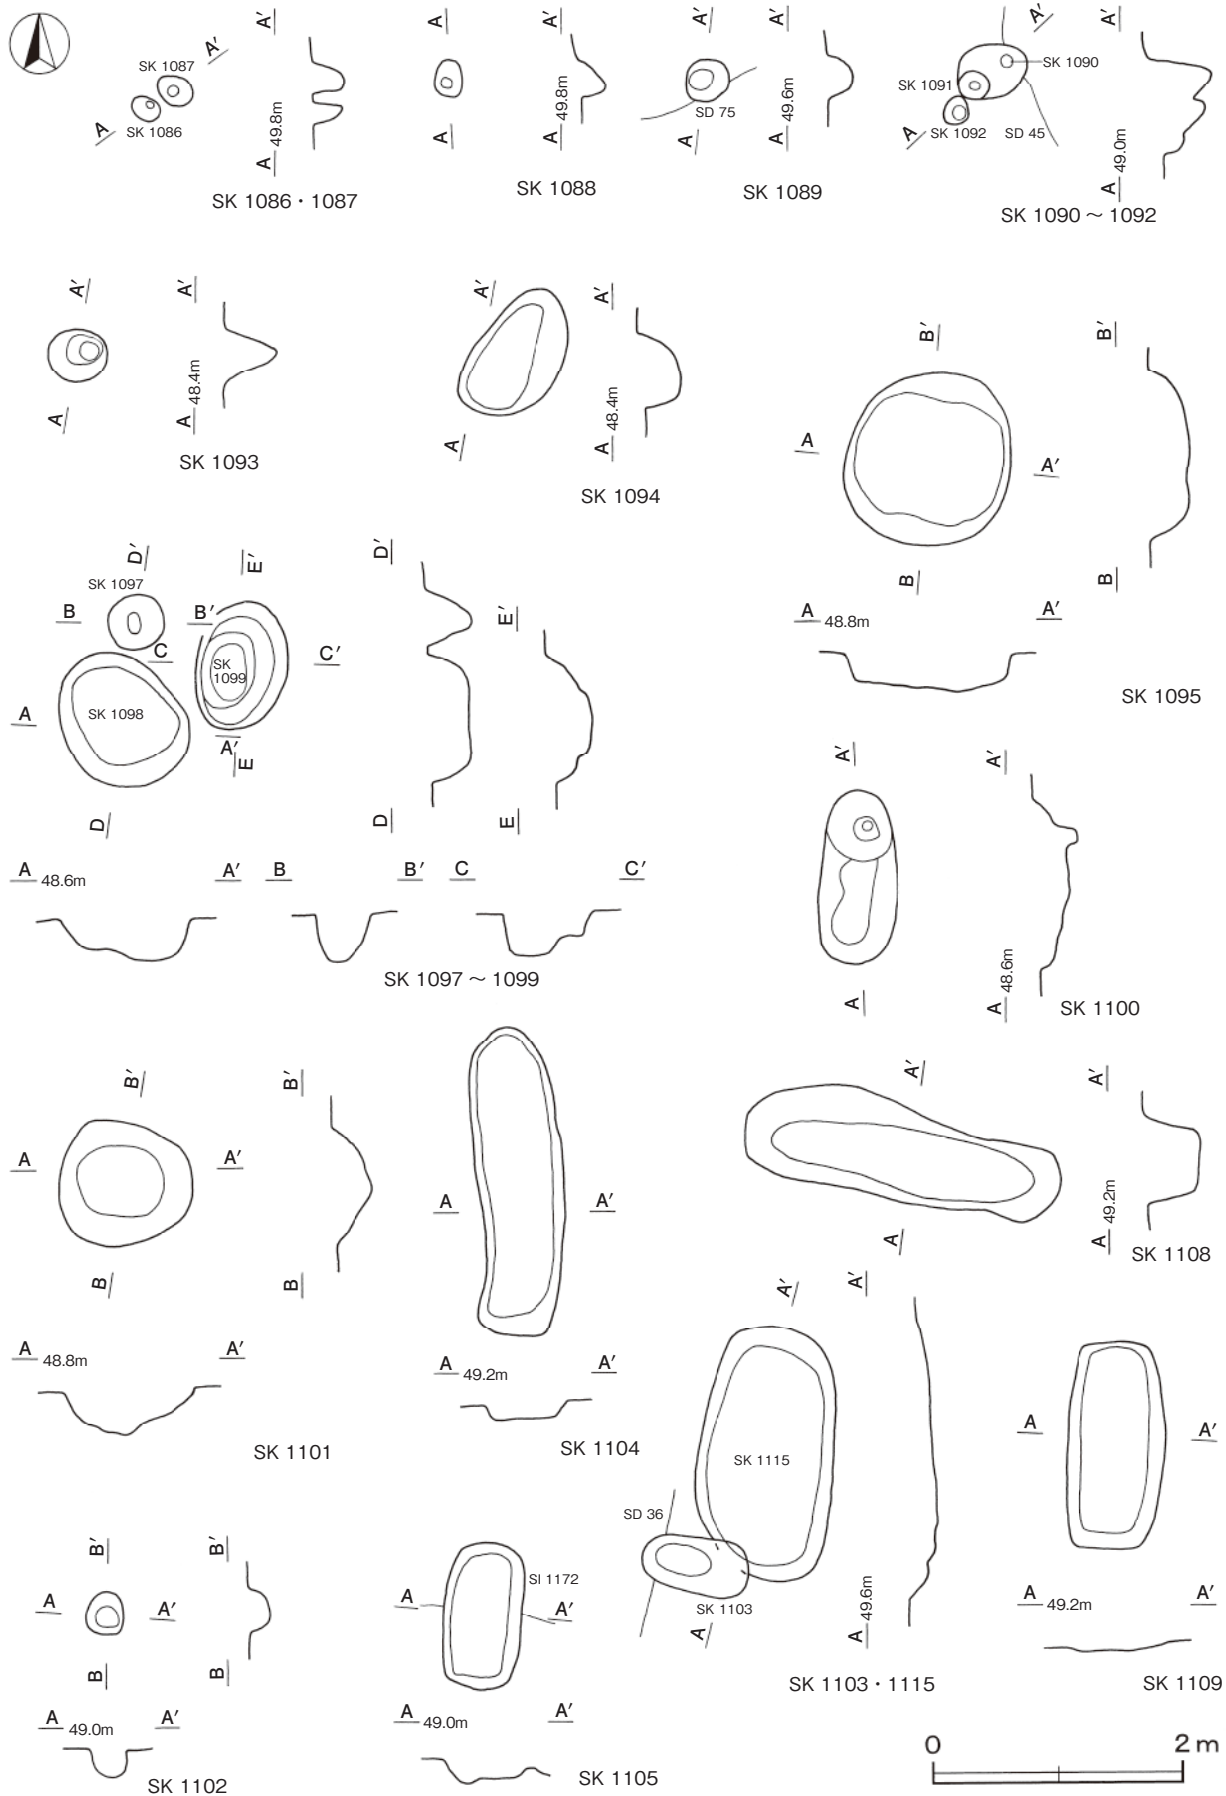 SK 1087
SK 1086
A
A′
A′
A 49.8m
SK 1086・1087
A
A
A
A 49.8m
SK 1088
A′
SD 75
A
A′
A 49.6m
SK 1089
A′
SK 1090
SK 1091
SK 1092
SD 45
A
A′
A 49.0m
SK 1090 ～ 1092
A′
A
A′
A 48.4m
SK 1093
A′
A
A′
A 48.4m
SK 1094
B′
A
A′
B
B′
B
A 48.8m
A′
SK 1095
D′
E′
SK 1097
B
B′
C
C′
SK
1099
SK 1098
A
A′
E
D
D′
D
E′
E
A 48.6m
A′
B
B′
C
C′
SK 1097 ～ 1099
A′
A
A′
A 48.6m
SK 1100
B′
A
A′
B
B′
B
A 48.8m
A′
SK 1101
A
A′
A 49.2m
A′
SK 1104
A′
A
A′
A 49.2m
SK 1108
A′
SK 1115
SD 36
SK 1103
A
A′
A 49.6m
SK 1103・1115
A
A′
A 49.2m
A′
SK 1109
B′
A
A′
B
B′
B
A 49.0m
A′
SK 1102
SI 1172
A
A′
A 49.0m
A′
SK 1105
0
2 m